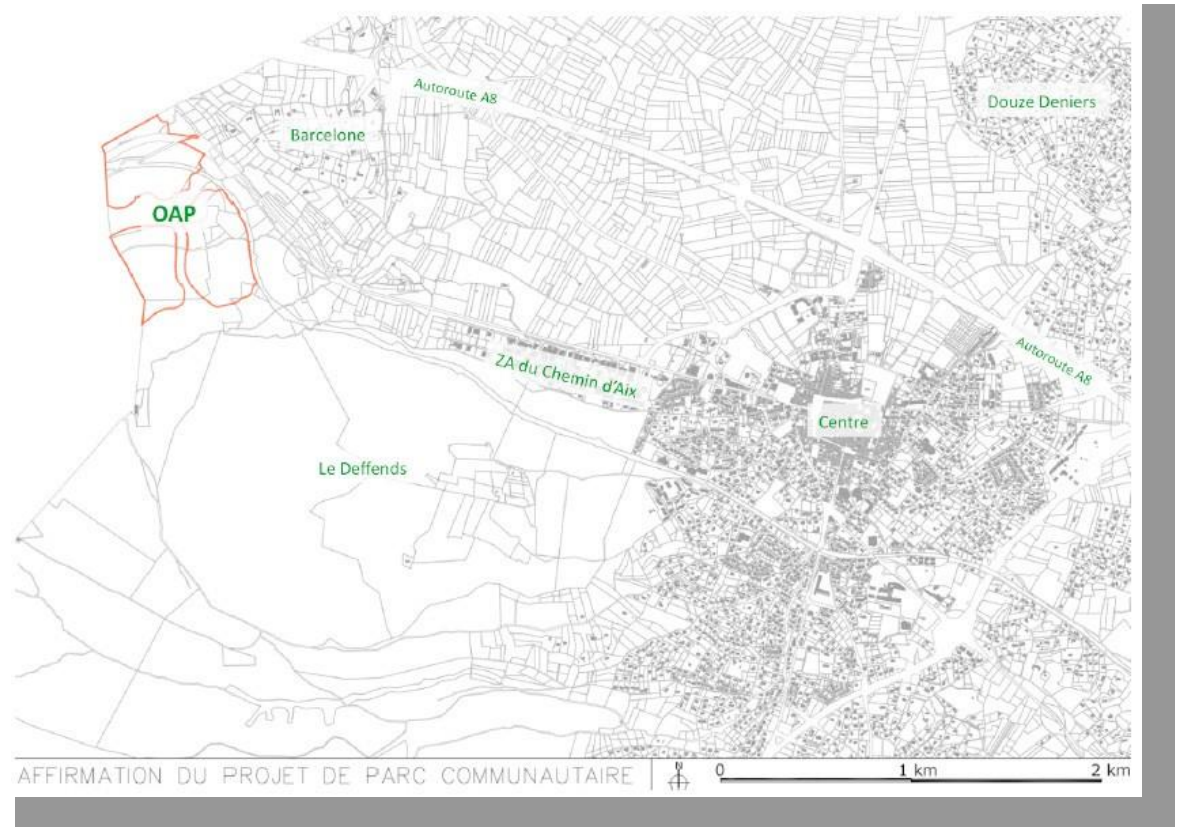 Autoroute A8
Douze Deniers
Barcelone
OAP
Autoroute A8
ZA du Chemin d'Aix
Centre
Le Deffends
AFFIRMATION DU PROJET DE PARC COMMUNAUTAIRE
N
0 1 km 2 km